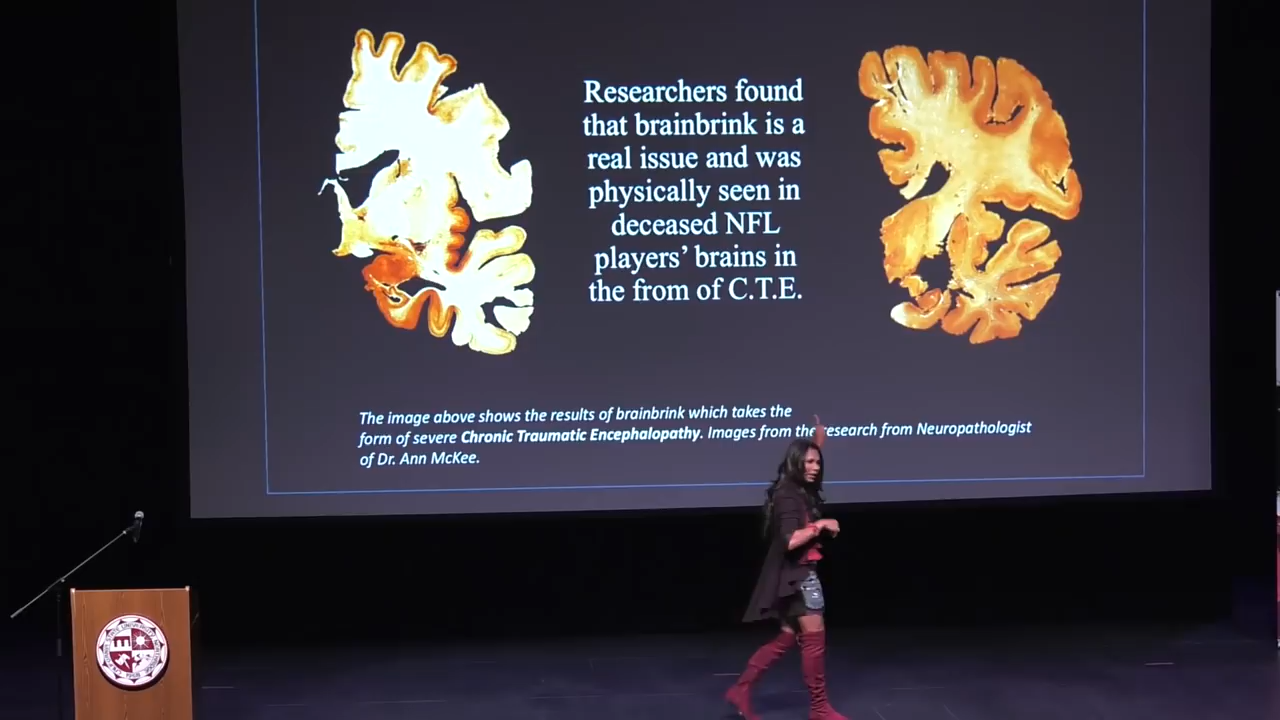 Researchers found
that brainbrink is a
real issue and was
physically seen in
deceased NFL
players’ brains in
the from of C.T.E.
The image above shows the results of brainbrink which takes the
form of severe Chronic Traumatic Encephalopathy. Images from the research from Neuropathologist
of Dr. Ann McKee.